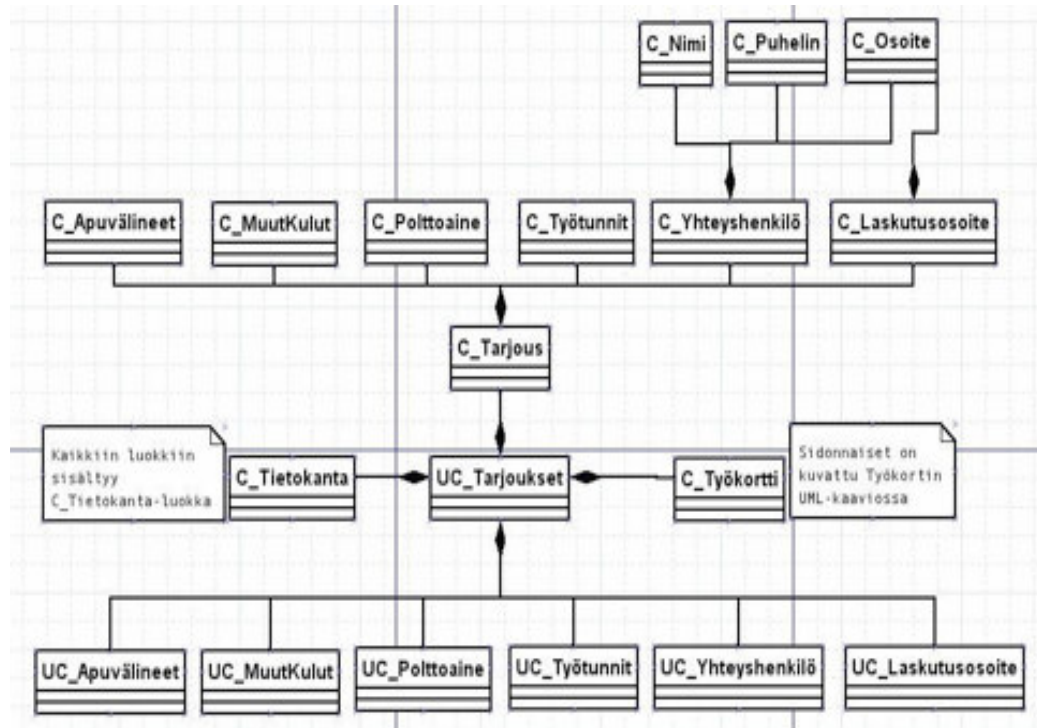 C_Nimi
C_Puhelin
C_Osoite
C_Apuvälineet
C_MuutKulut
C_Polttoaine
C_Työtunnit
C_Yhteyshenkilö
C_Laskutusosoite
C_Tarjous
Kaikkiin luokkiin
sisältyy
C_Tietokanta-luokka
C_Tietokanta
UC_Tarjoukset
C_Työkortti
Sidonnaiset on
kuvattu Työkortin
UML-kaaviossa
UC_Apuvälineet
UC_MuutKulut
UC_Polttoaine
UC_Työtunnit
UC_Yhteyshenkilö
UC_Laskutusosoite